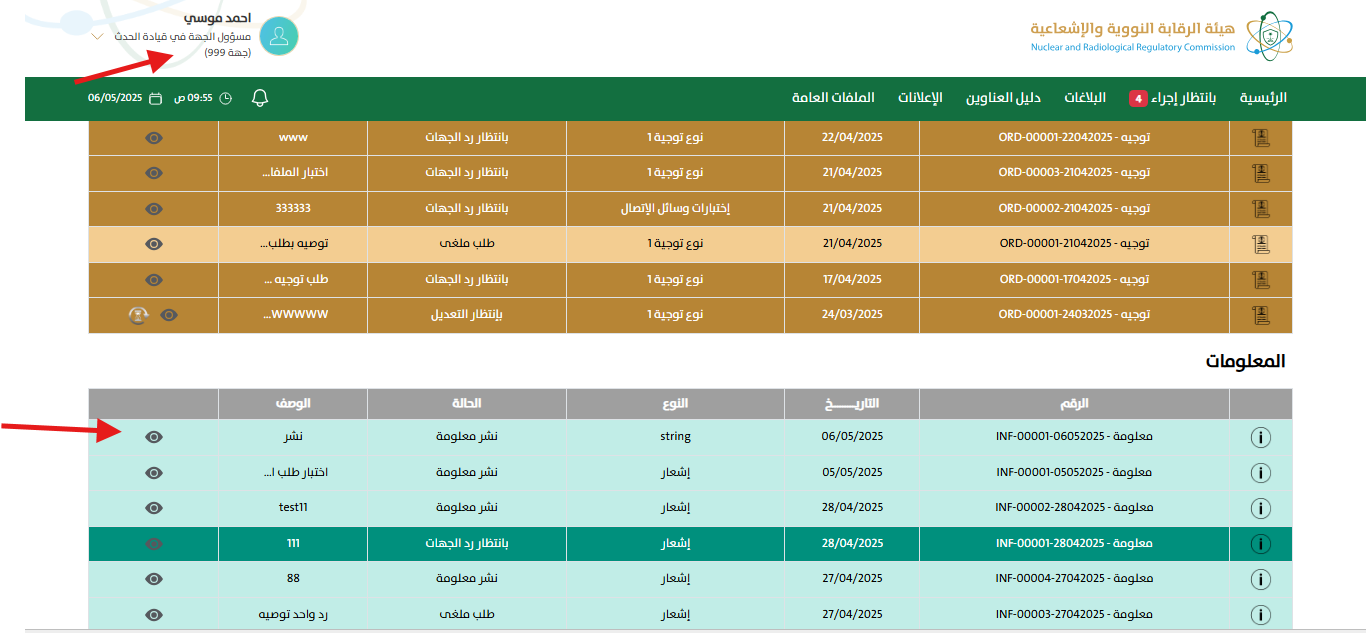 هيئة الرقابة النووية والإشعاعية
Nuclear and Radiological Regulatory Commission
احمد موسي
مسؤول الجهة في قيادة الحدث
(جهة 999)
الرئيسية بانتظار إجراء 4 البلاغات دليل العناوين الإعلانات الملفات العامة 09:55 ص 06/05/2025
توجيه - ORD-00001-22042025 22/04/2025 نوع توجية 1 بانتظار رد الجهات www
توجيه - ORD-00003-21042025 21/04/2025 نوع توجية 1 بانتظار رد الجهات اختبار الملفا...
توجيه - ORD-00002-21042025 21/04/2025 إختبارات وسائل الإتصال بانتظار رد الجهات 333333
توجيه - ORD-00001-21042025 21/04/2025 نوع توجية 1 طلب ملغى توصيه بطلب...
توجيه - ORD-00001-17042025 17/04/2025 نوع توجية 1 بانتظار رد الجهات طلب توجيه ...
توجيه - ORD-00001-24032025 24/03/2025 نوع توجية 1 بإنتظار التعديل WWWWW...
المعلومات
الرقم التاريـــــخ النوع الحالة الوصف
معلومة - INF-00001-06052025 06/05/2025 string نشر معلومة نشر
معلومة - INF-00001-05052025 05/05/2025 إشعار نشر معلومة اختبار طلب ا...
معلومة - INF-00002-28042025 28/04/2025 إشعار نشر معلومة test11
معلومة - INF-00001-28042025 28/04/2025 إشعار بانتظار رد الجهات 111
معلومة - INF-00004-27042025 27/04/2025 إشعار نشر معلومة 88
معلومة - INF-00003-27042025 27/04/2025 إشعار طلب ملغى رد واحد توصيه